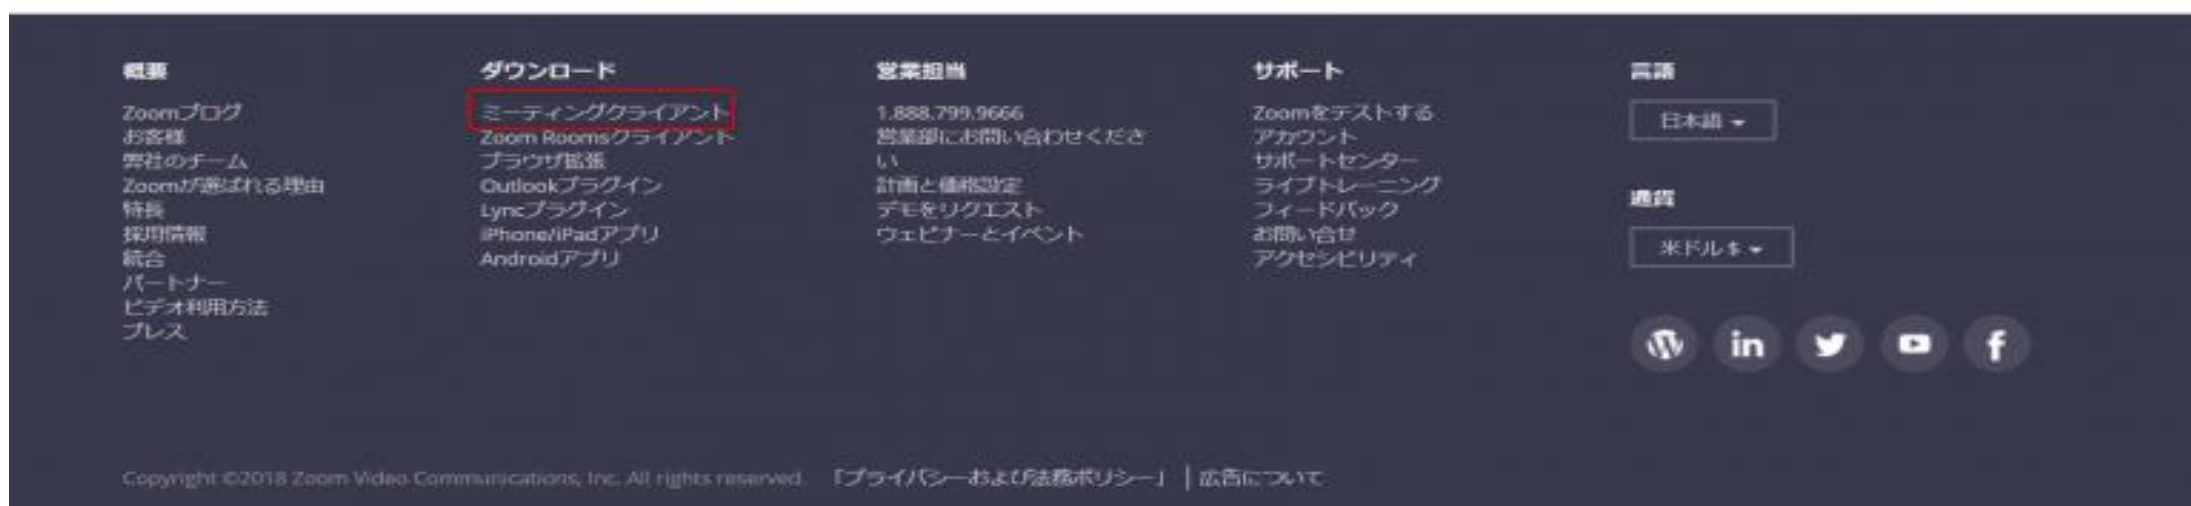 概要
Zoomブログ
お客様
弊社のチーム
Zoomが選ばれる理由
特長
採用情報
統合
パートナー
ビデオ利用方法
プレス
ダウンロード
ミーティングクライアント
Zoom Roomsクライアント
ブラウザ拡張
Outlookプラグイン
Lyncプラグイン
iPhone/iPadアプリ
Androidアプリ
営業担当
1.888.799.9666
営業部にお問い合わせくださ
い
計画と価格設定
デモをリクエスト
ウェビナーとイベント
サポート
Zoomをテストする
アカウント
サポートセンター
ライブトレーニング
フィードバック
お問い合せ
アクセシビリティ
言語
日本語
通貨
米ドル $
in
f
Copyright ©2018 Zoom Video Communications, Inc. All rights reserved. 「プライバシーおよび法務ポリシー」 | 広告について